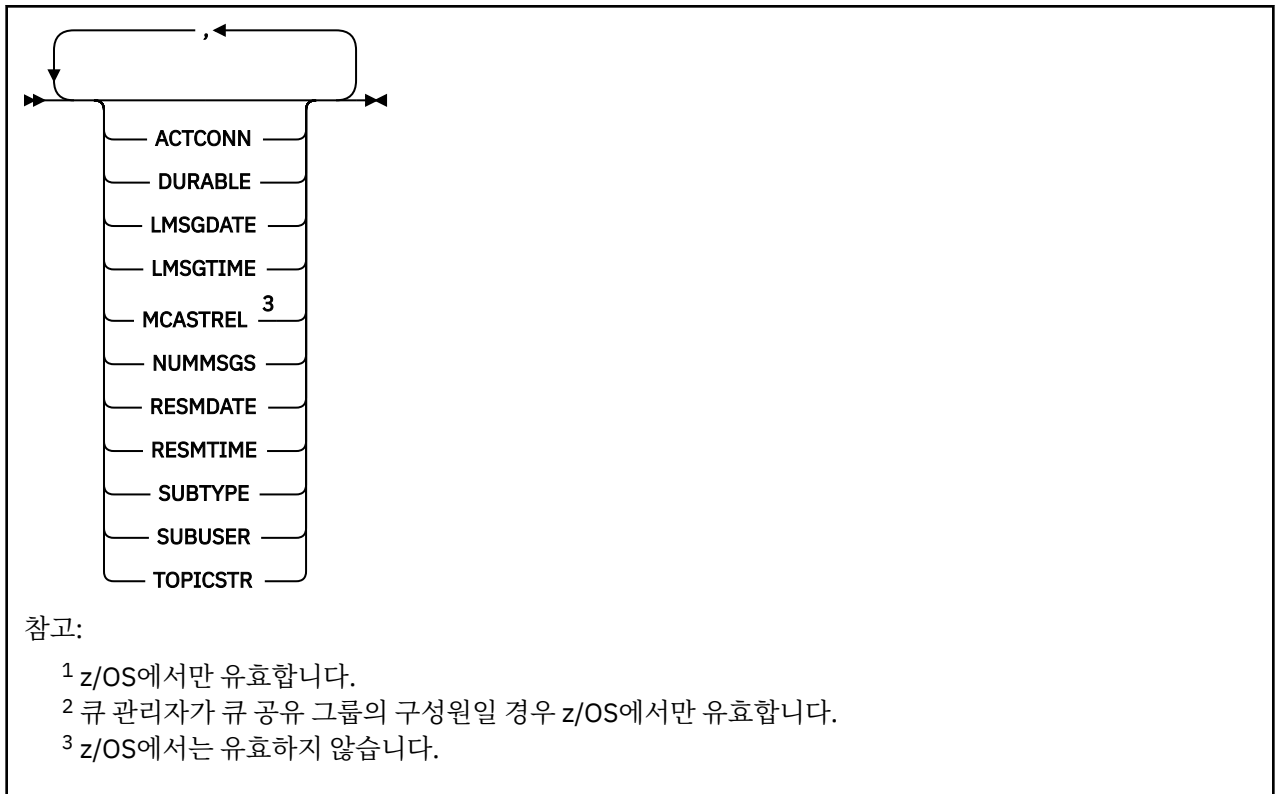 ,
ACTCONN
DURABLE
LMSGDATE
LMSGTIME
MCASTREL 3
NUMMSGS
RESMDATE
RESMTIME
SUBTYPE
SUBUSER
TOPICSTR
참고:
1 z/OS에서만 유효합니다.
2 큐 관리자가 큐 공유 그룹의 구성원일 경우 z/OS에서만 유효합니다.
3 z/OS에서는 유효하지 않습니다.